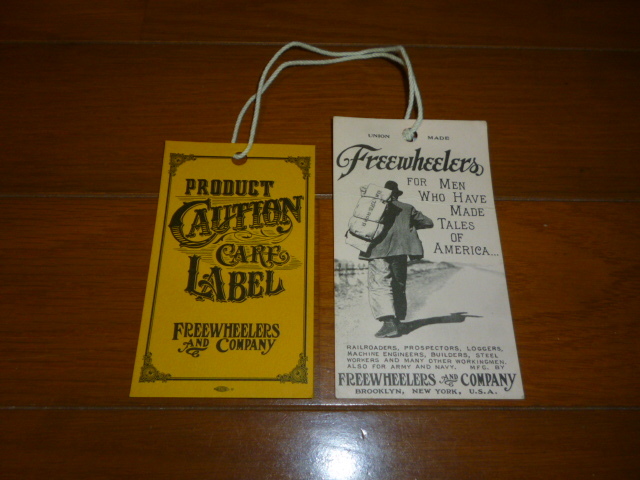 PRODUCT
CAUTION
CARE
LABEL
FREEWHEELERS
AND COMPANY
UNION MADE
Freewheelers
FOR MEN
WHO HAVE
MADE
TALES
OF
AMERICA...
RAILROADERS, PROSPECTORS, LOGGERS,
MACHINE ENGINEERS, BUILDERS, STEEL
WORKERS AND MANY OTHER WORKINGMEN.
ALSO FOR ARMY AND NAVY. MFG. BY
FREEWHEELERS AND COMPANY
BROOKLYN, NEW YORK, U.S.A.